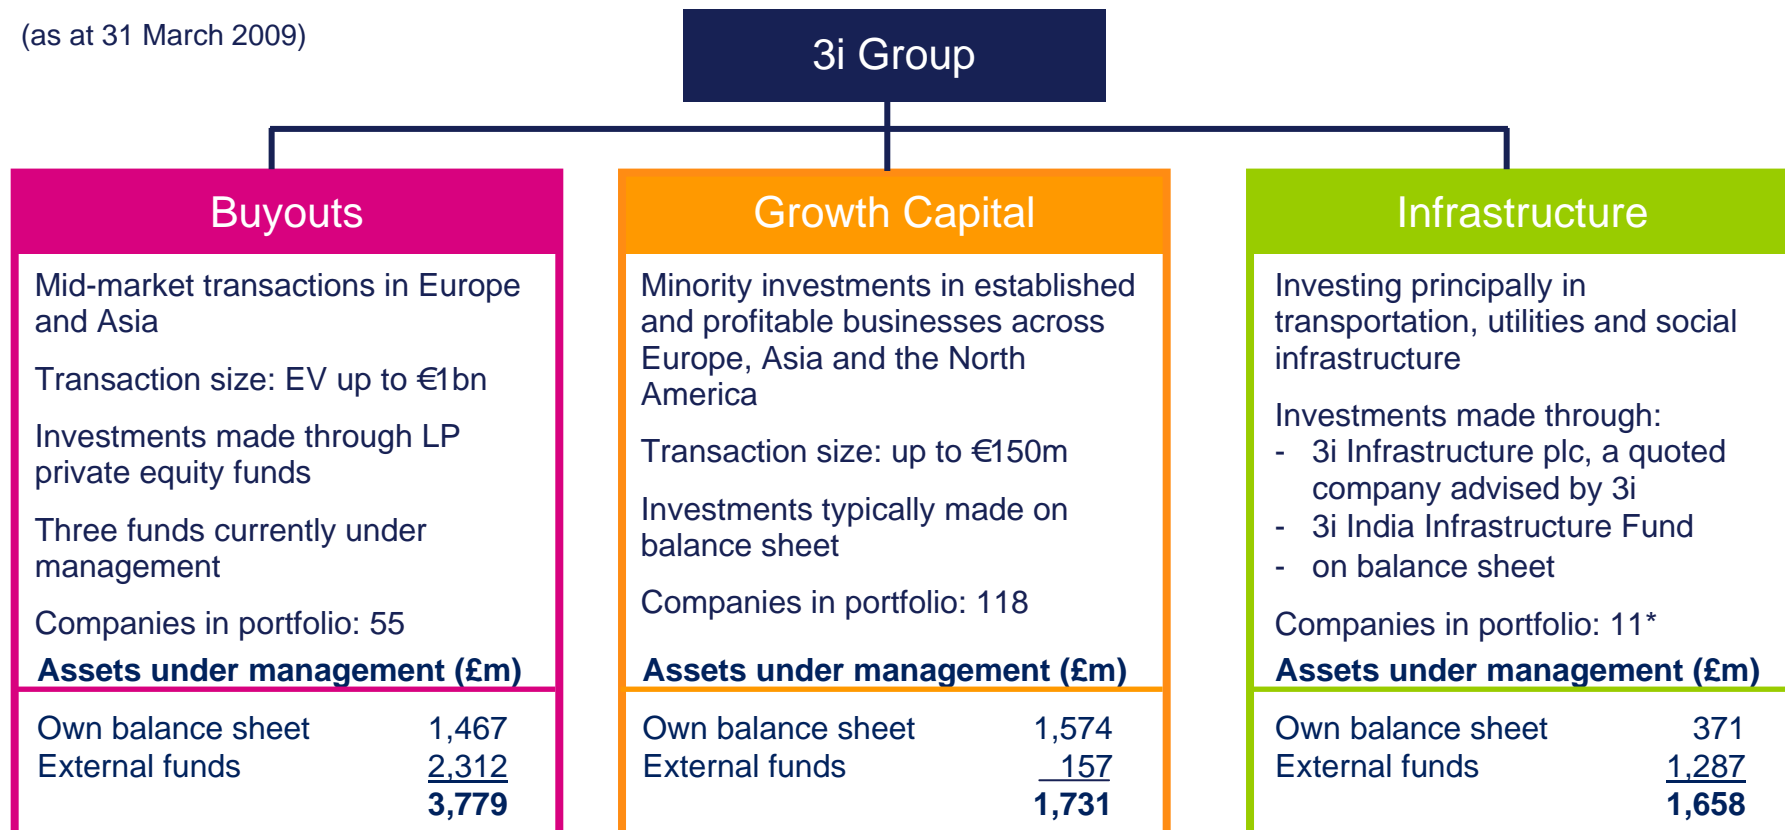 (as at 31 March 2009)
3i Group
Buyouts
Mid-market transactions in Europe
and Asia
Transaction size: EV up to €1bn
Investments made through LP
private equity funds
Three funds currently under
management
Companies in portfolio: 55
Assets under management (£m)
Own balance sheet 1,467
External funds 2,312
3,779
Growth Capital
Minority investments in established
and profitable businesses across
Europe, Asia and the North
America
Transaction size: up to €150m
Investments typically made on
balance sheet
Companies in portfolio: 118
Assets under management (£m)
Own balance sheet 1,574
External funds 157
1,731
Infrastructure
Investing principally in
transportation, utilities and social
infrastructure
Investments made through:
- 3i Infrastructure plc, a quoted
company advised by 3i
- 3i India Infrastructure Fund
- on balance sheet
Companies in portfolio: 11*
Assets under management (£m)
Own balance sheet 371
External funds 1,287
1,658